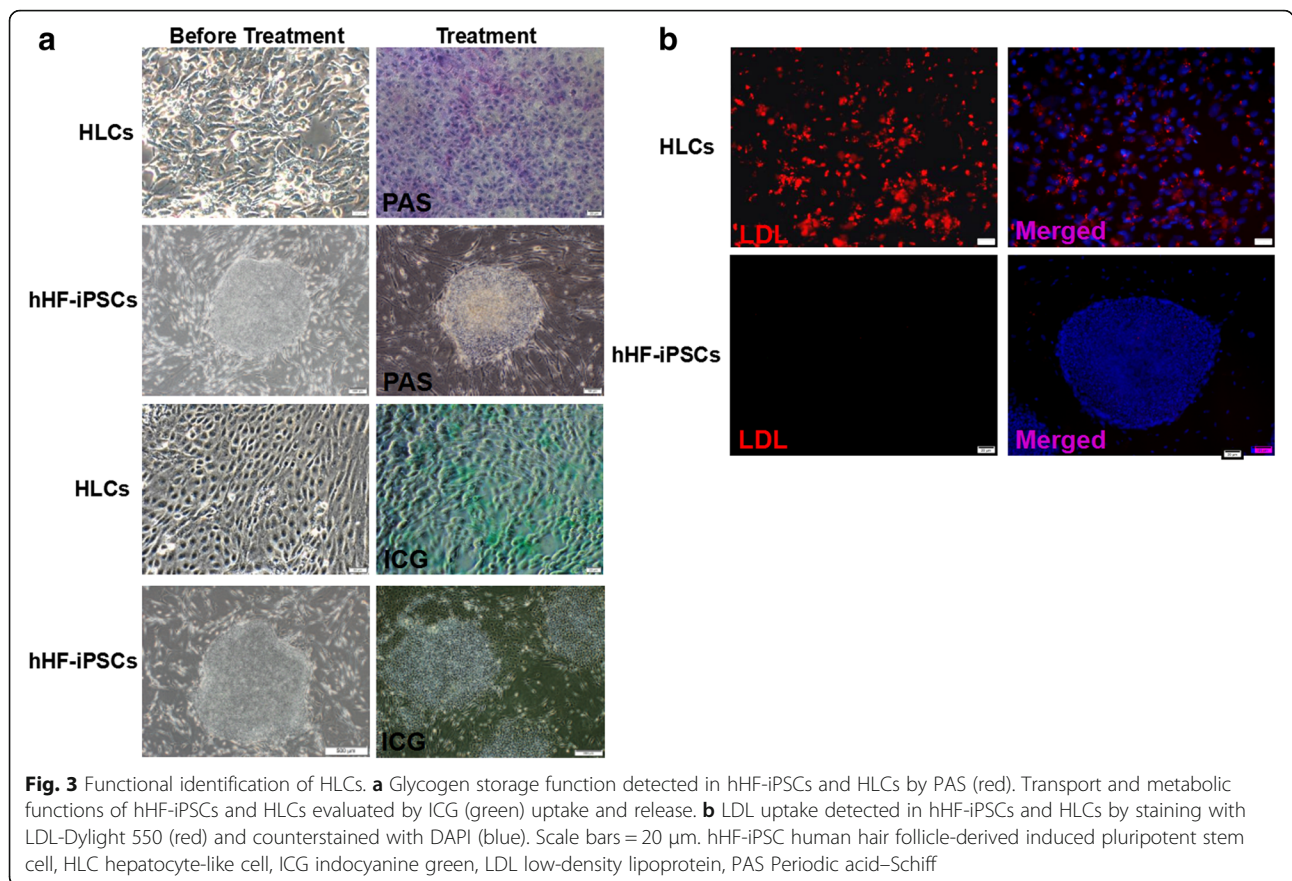 a
Before Treatment
Treatment
HLCs
PAS
hHF-iPSCs
PAS
HLCs
ICG
hHF-iPSCs
ICG
b
HLCs
LDL
Merged
hHF-iPSCs
LDL
Merged
Fig. 3 Functional identification of HLCs. a Glycogen storage function detected in hHF-iPSCs and HLCs by PAS (red). Transport and metabolic
functions of hHF-iPSCs and HLCs evaluated by ICG (green) uptake and release. b LDL uptake detected in hHF-iPSCs and HLCs by staining with
LDL-Dylight 550 (red) and counterstained with DAPI (blue). Scale bars = 20 μm. hHF-iPSC human hair follicle-derived induced pluripotent stem
cell, HLC hepatocyte-like cell, ICG indocyanine green, LDL low-density lipoprotein, PAS Periodic acid–Schiff